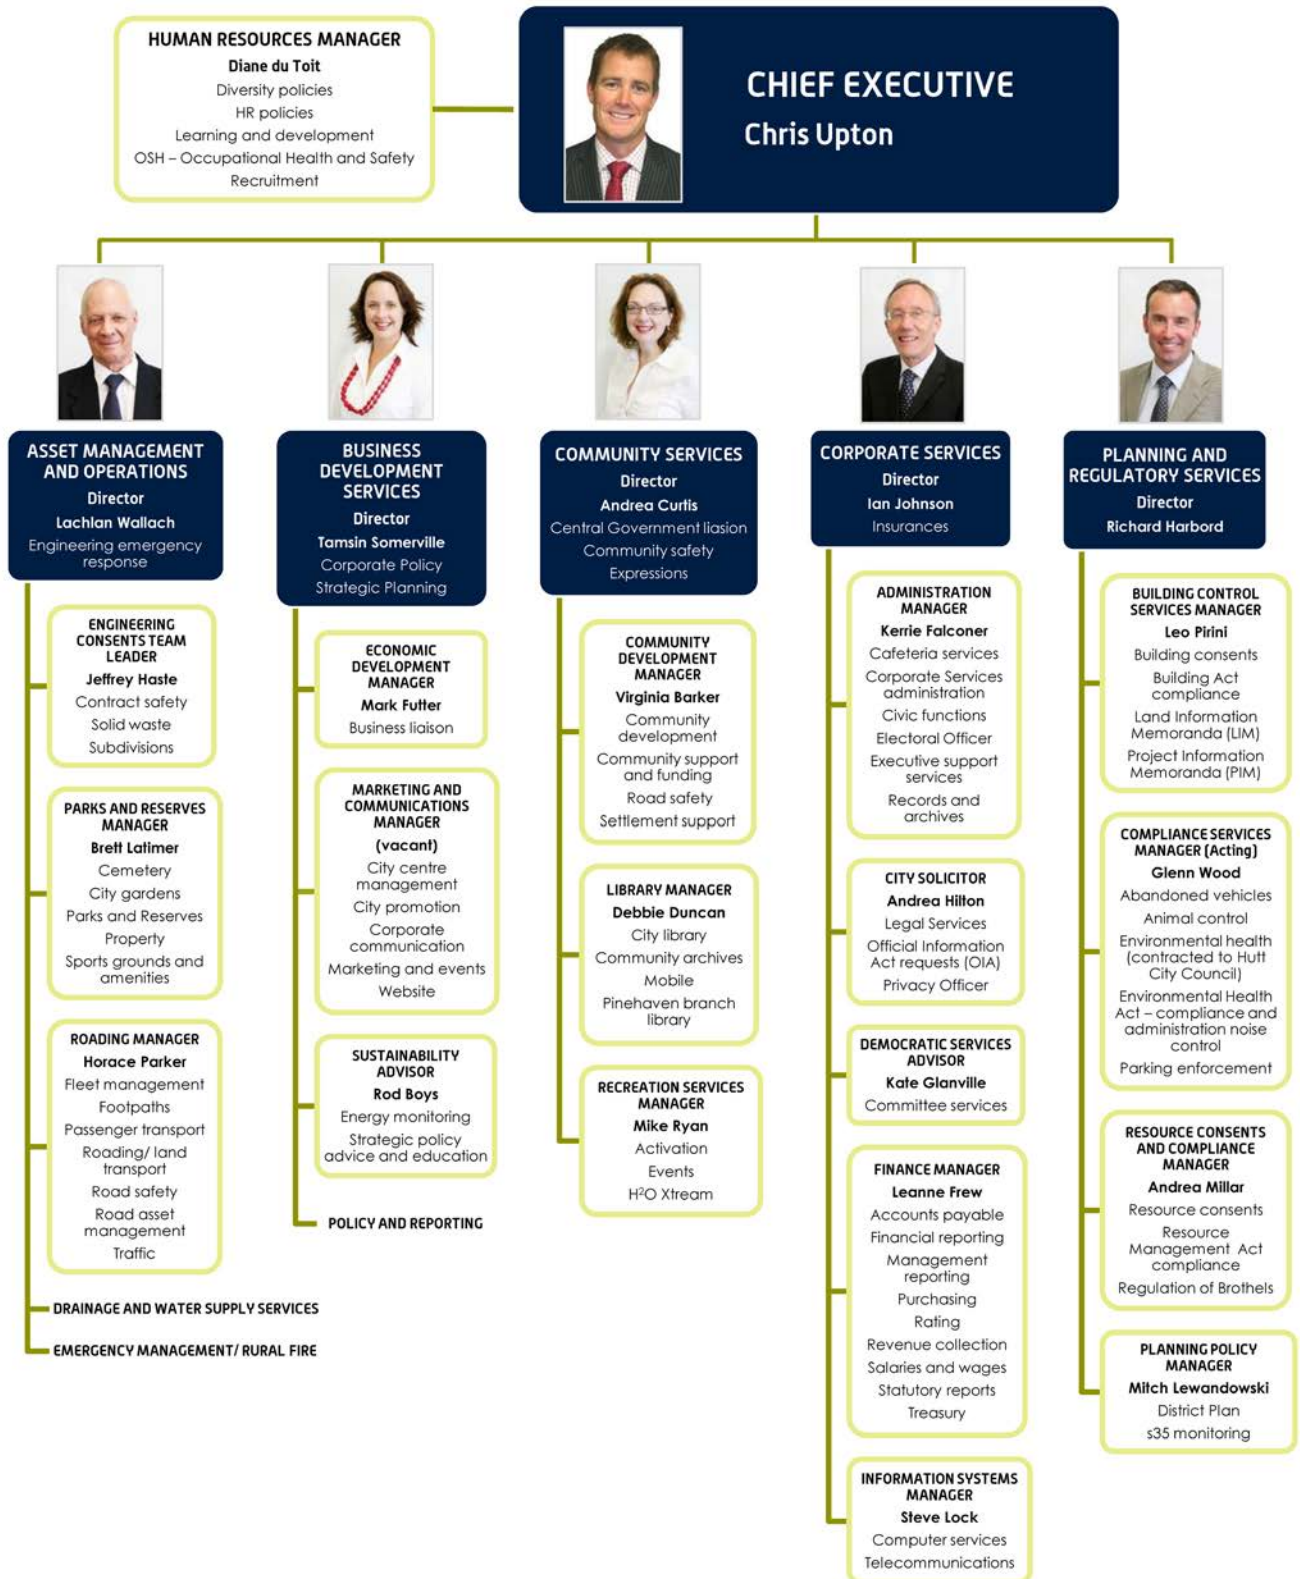 HUMAN RESOURCES MANAGER
Diane du Toit
Diversity policies
HR policies
Learning and development
OSH – Occupational Health and Safety
Recruitment
CHIEF EXECUTIVE
Chris Upton
ASSET MANAGEMENT
AND OPERATIONS
Director
Lachlan Wallach
Engineering emergency
response
ENGINEERING
CONSENTS TEAM
LEADER
Jeffrey Haste
Contract safety
Solid waste
Subdivisions
PARKS AND RESERVES
MANAGER
Brett Latimer
Cemetery
City gardens
Parks and Reserves
Property
Sports grounds and
amenities
ROADING MANAGER
Horace Parker
Fleet management
Footpaths
Passenger transport
Roading/ land
transport
Road safety
Road asset
management
Traffic
DRAINAGE AND WATER SUPPLY SERVICES
EMERGENCY MANAGEMENT/ RURAL FIRE
BUSINESS
DEVELOPMENT
SERVICES
Director
Tamsin Somerville
Corporate Policy
Strategic Planning
ECONOMIC
DEVELOPMENT
MANAGER
Mark Futter
Business liaison
MARKETING AND
COMMUNICATIONS
MANAGER
(vacant)
City centre
management
City promotion
Corporate
communication
Marketing and events
Website
SUSTAINABILITY
ADVISOR
Rod Boys
Energy monitoring
Strategic policy
advice and education
POLICY AND REPORTING
COMMUNITY SERVICES
Director
Andrea Curtis
Central Government liasion
Community safety
Expressions
COMMUNITY
DEVELOPMENT
MANAGER
Virginia Barker
Community
development
Community support
and funding
Road safety
Settlement support
LIBRARY MANAGER
Debbie Duncan
City library
Community archives
Mobile
Pinehaven branch
library
RECREATION SERVICES
MANAGER
Mike Ryan
Activation
Events
H²O Xtream
CORPORATE SERVICES
Director
Ian Johnson
Insurances
ADMINISTRATION
MANAGER
Kerrie Falconer
Cafeteria services
Corporate Services
administration
Civic functions
Electoral Officer
Executive support
services
Records and
archives
CITY SOLICITOR
Andrea Hilton
Legal Services
Official Information
Act requests (OIA)
Privacy Officer
DEMOCRATIC SERVICES
ADVISOR
Kate Glanville
Committee services
FINANCE MANAGER
Leanne Frew
Accounts payable
Financial reporting
Management
reporting
Purchasing
Rating
Revenue collection
Salaries and wages
Statutory reports
Treasury
INFORMATION SYSTEMS
MANAGER
Steve Lock
Computer services
Telecommunications
PLANNING AND
REGULATORY SERVICES
Director
Richard Harbord
BUILDING CONTROL
SERVICES MANAGER
Leo Pirini
Building consents
Building Act
compliance
Land Information
Memoranda (LIM)
Project Information
Memoranda (PIM)
COMPLIANCE SERVICES
MANAGER (Acting)
Glenn Wood
Abandoned vehicles
Animal control
Environmental health
(contracted to Hutt
City Council)
Environmental Health
Act – compliance and
administration noise
control
Parking enforcement
RESOURCE CONSENTS
AND COMPLIANCE
MANAGER
Andrea Millar
Resource consents
Resource
Management Act
compliance
Regulation of Brothels
PLANNING POLICY
MANAGER
Mitch Lewandowski
District Plan
s35 monitoring